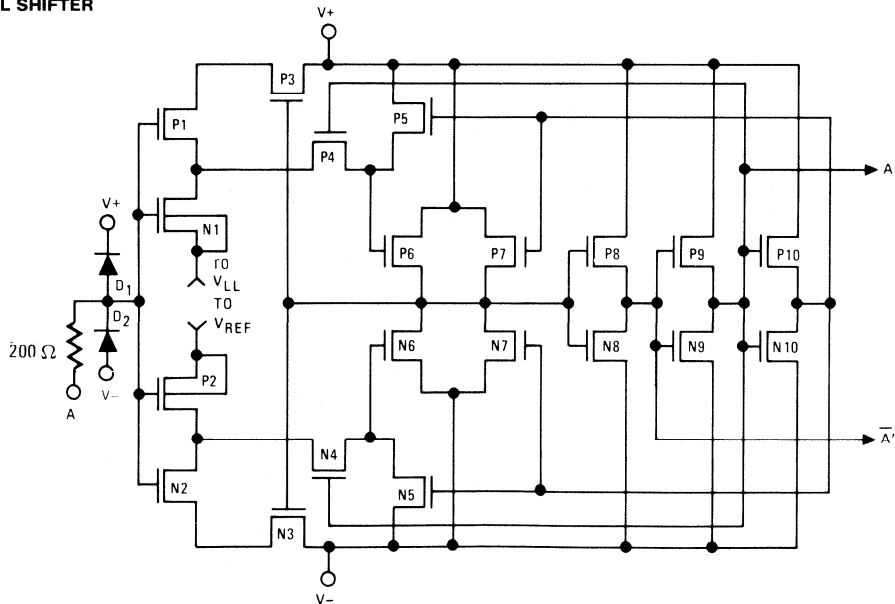 L SHIFTER
V+
P3
P1
P5
P4
A
V+
N1
P6
P7
P8
P9
P10
TO
VLL
D1
TO
D2
VREF
200 Ω
N6
N7
N8
N9
N10
P2
V–
A
A̅'
N4
N2
N5
N3
V–